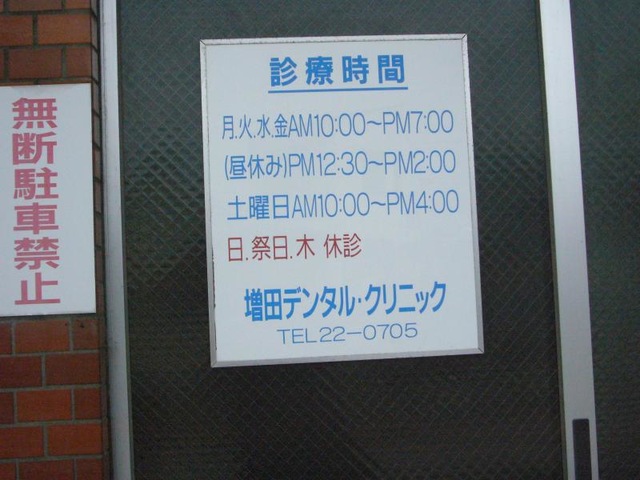 無断駐車禁止
診療時間
月.火.水.金AM10:00〜PM7:00
(昼休み)PM12:30〜PM2:00
土曜日AM10:00〜PM4:00
日.祭日.木 休診
増田デンタル・クリニック
TEL22-0705